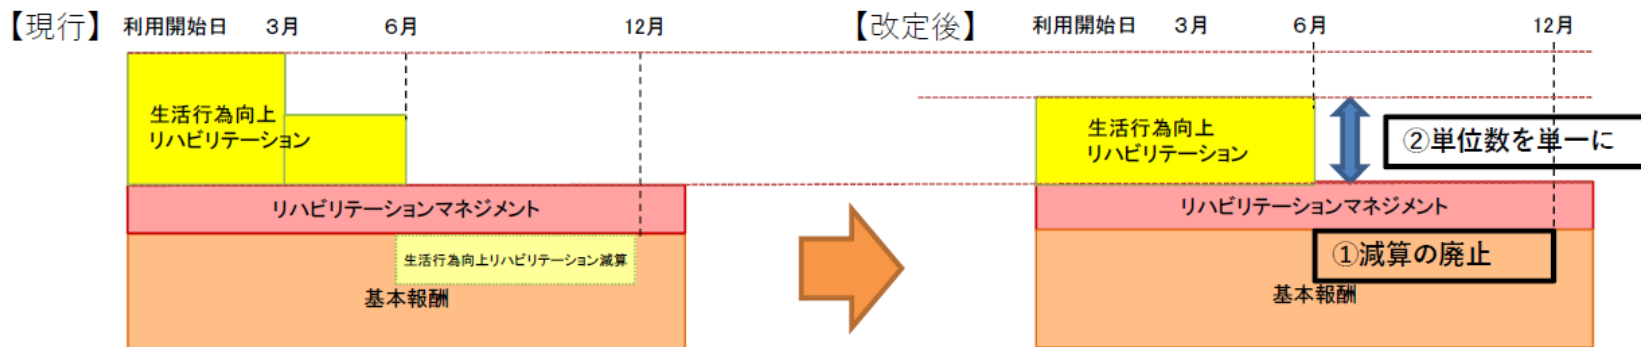 【現行】 利用開始日 3月 6月 12月
生活行為向上
リハビリテーション
リハビリテーションマネジメント
生活行為向上リハビリテーション減算
基本報酬
【改定後】 利用開始日 3月 6月 12月
生活行為向上
リハビリテーション
②単位数を単一に
リハビリテーションマネジメント
①減算の廃止
基本報酬